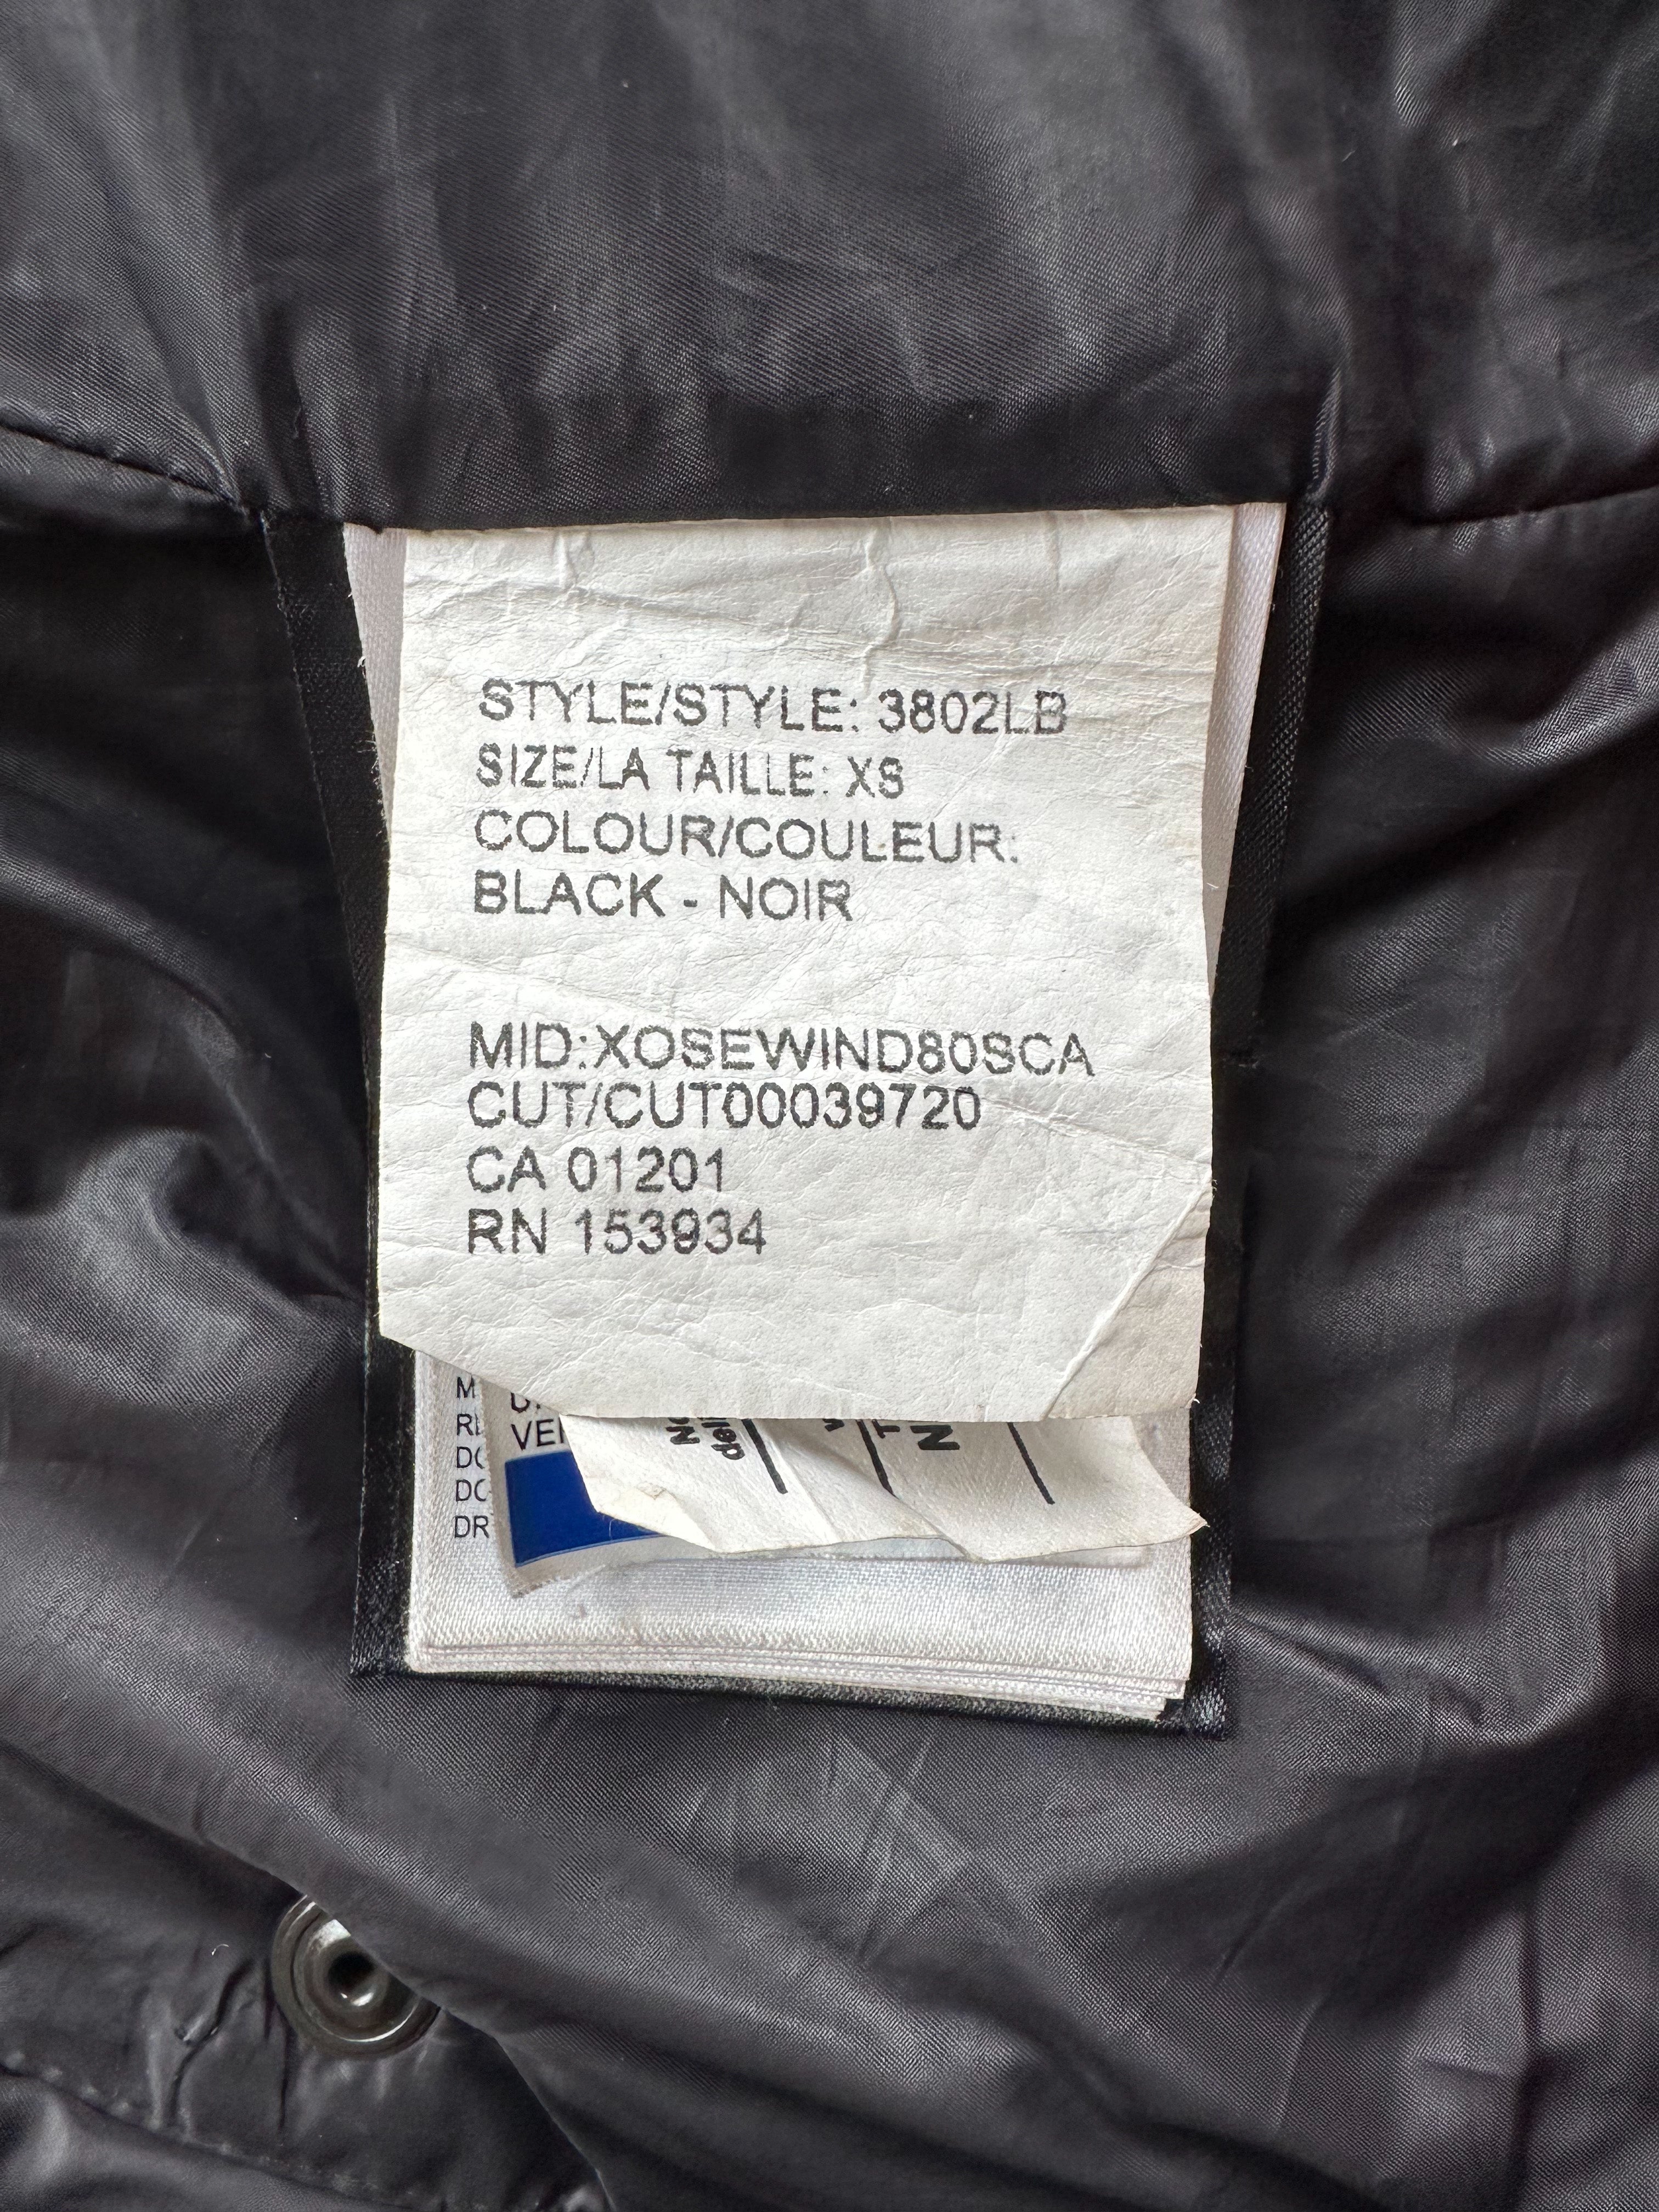 STYLE/STYLE: 3802LB
SIZE/LA TAILLE: XS
COLOUR/COULEUR:
BLACK - NOIR
MID:XOSEWIND80SCA
CUT/CUT00039720
CA 01201
RN 153934